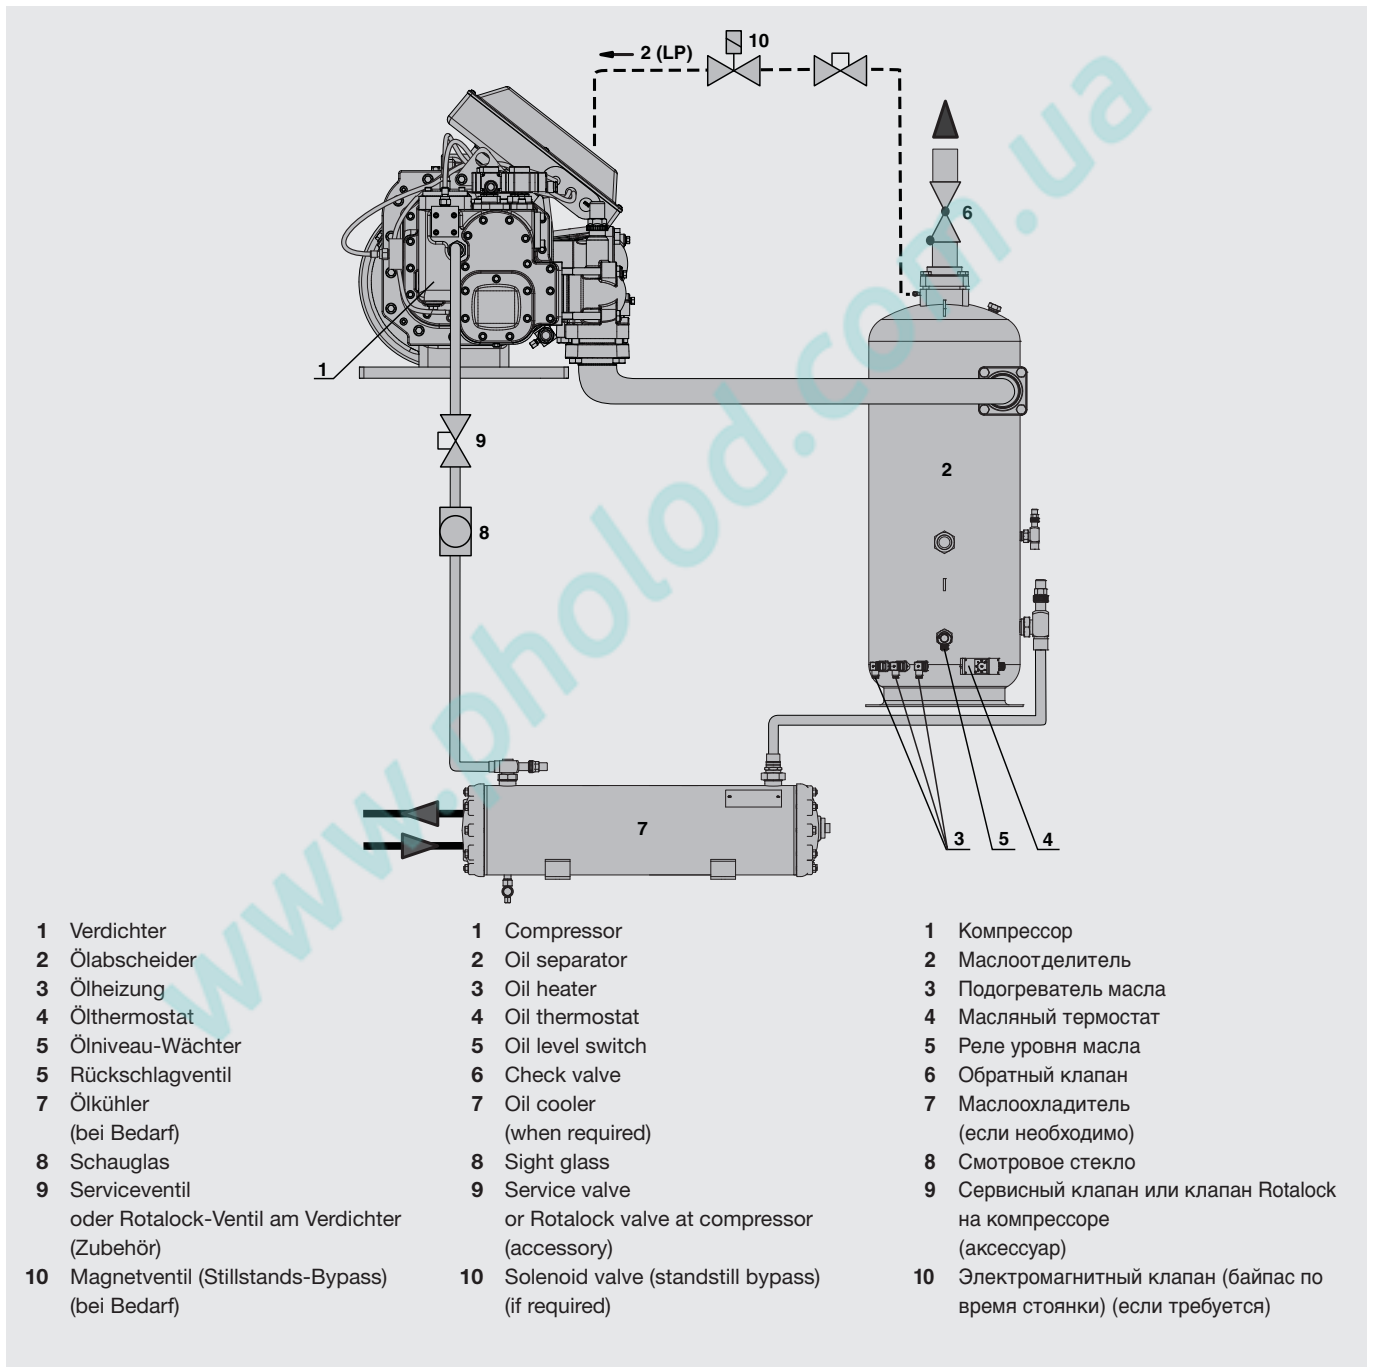 2 (LP)
10
6
1
9
2
8
7
3
5
4
1 Verdichter
2 Ölabscheider
3 Ölheizung
4 Ölthermostat
5 Ölniveau-Wächter
5 Rückschlagventil
7 Ölkühler
(bei Bedarf)
8 Schauglas
9 Serviceventil
oder Rotalock-Ventil am Verdichter
(Zubehör)
10 Magnetventil (Stillstands-Bypass)
(bei Bedarf)
1 Compressor
2 Oil separator
3 Oil heater
4 Oil thermostat
5 Oil level switch
6 Check valve
7 Oil cooler
(when required)
8 Sight glass
9 Service valve
or Rotalock valve at compressor
(accessory)
10 Solenoid valve (standstill bypass)
(if required)
1 Компрессор
2 Маслоотделитель
3 Подогреватель масла
4 Масляный термостат
5 Реле уровня масла
6 Обратный клапан
7 Маслоохладитель
(если необходимо)
8 Смотровое стекло
9 Сервисный клапан или клапан Rotalock
на компрессоре
(аксессуар)
10 Электромагнитный клапан (байпас по
время стоянки) (если требуется)
www.pholod.com.ua